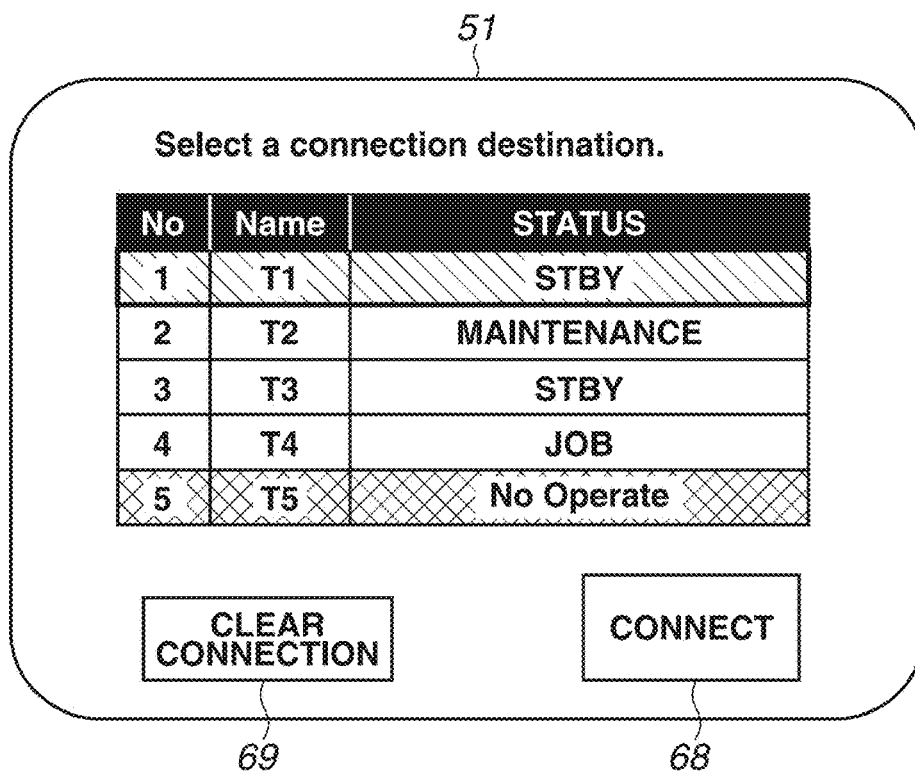 51
Select a connection destination.
No Name STATUS
1 T1 STBY
2 T2 MAINTENANCE
3 T3 STBY
4 T4 JOB
5 T5 No Operate
CLEAR
CONNECTION
CONNECT
69
68